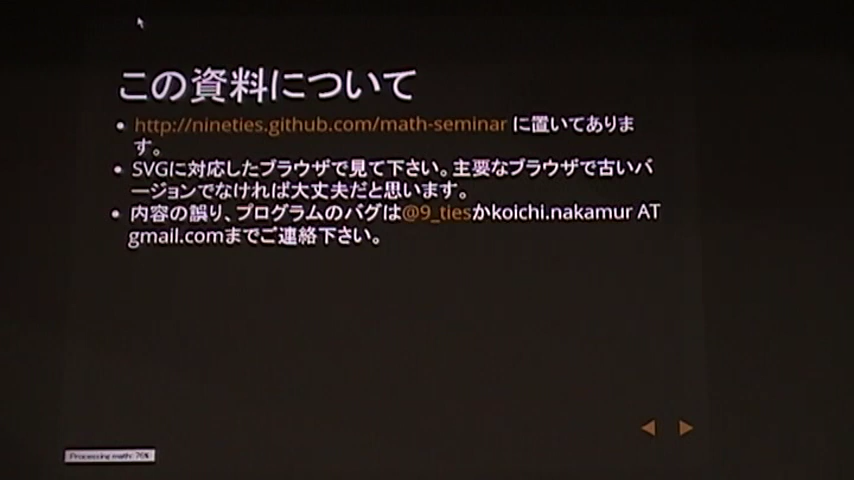 この資料について
http://nineties.github.com/math-seminar に置いてありま
す。
SVGに対応したブラウザで見て下さい。主要なブラウザで古いバ
ージョンでなければ大丈夫だと思います。
内容の誤り、プログラムのバグは@9_tiesかkoichi.nakamur AT
gmail.comまでご連絡下さい。
Processing math: 76%